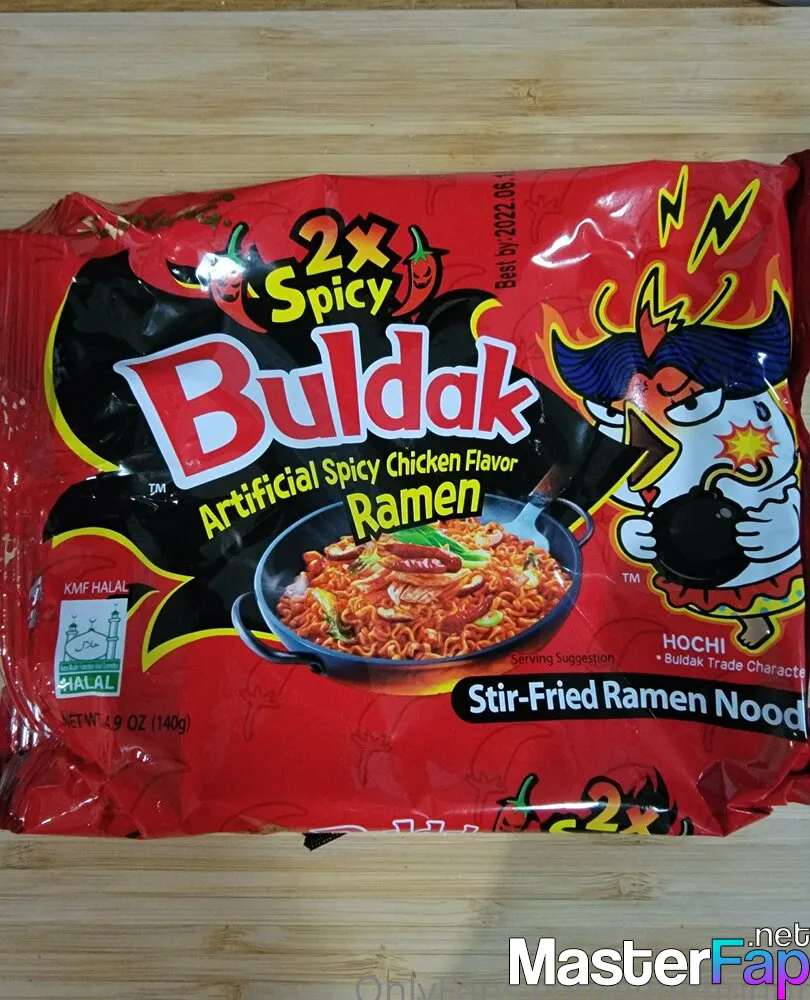 2x
Spicy
Buldak
TM
Artificial Spicy Chicken Flavor
Ramen
Best by:2022.06.1
KMF HALAL
حلال
HALAL
NET WT 4.9 OZ (140g)
Serving Suggestion
TM
HOCHI
• Buldak Trade Characte
Stir-Fried Ramen Nood
2x
MasterFap
.net